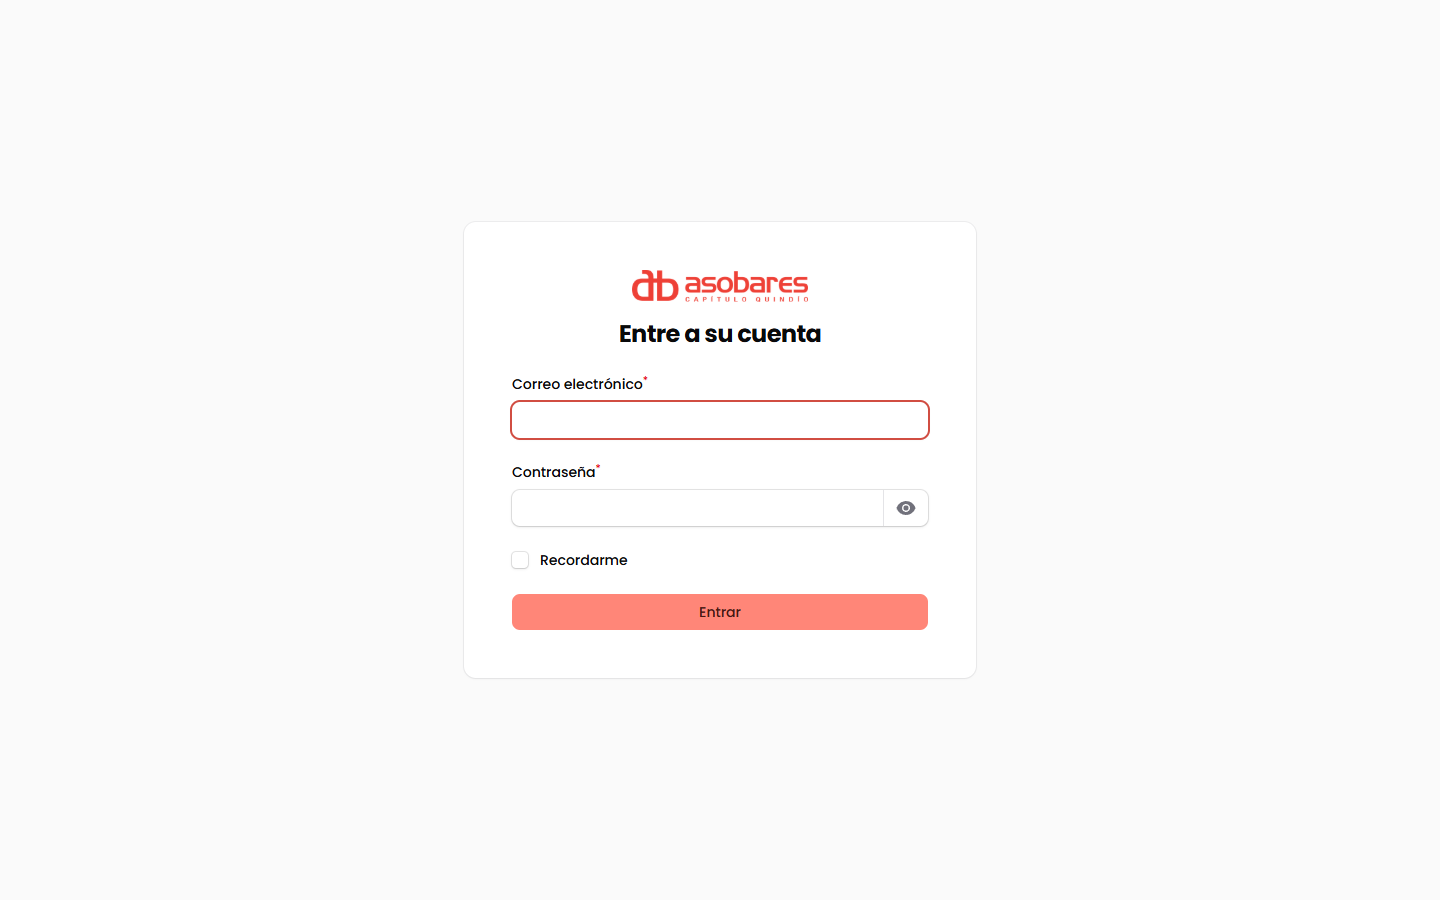 asobares
CAPÍTULO QUINDÍO
Entre a su cuenta
Correo electrónico*
Contraseña*
Recordarme
Entrar